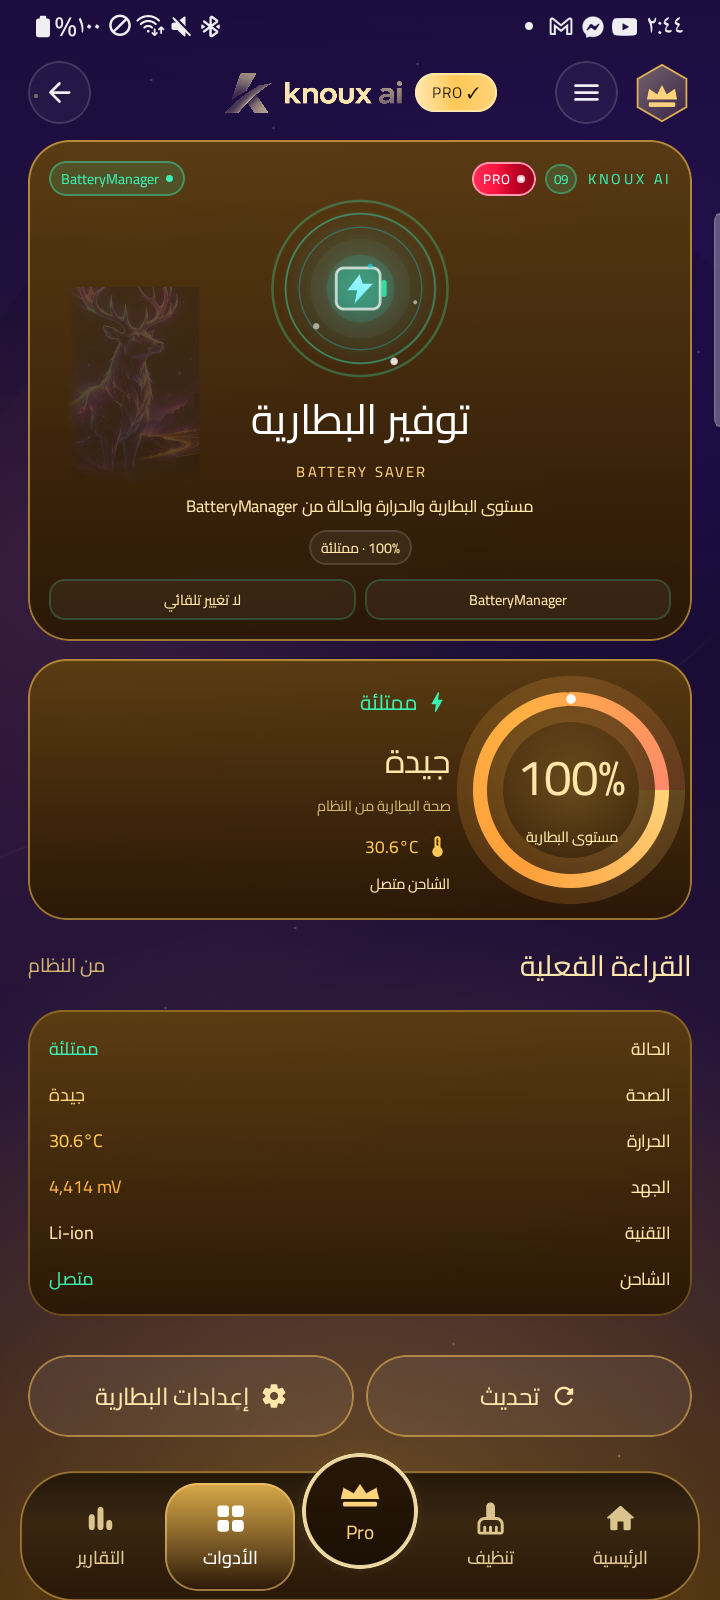 ٢:٤٤
%١٠٠
knoux ai PRO ✓
KNOUX AI 09 PRO
BatteryManager
توفير البطارية
BATTERY SAVER
مستوى البطارية والحرارة والحالة من BatteryManager
100% · ممتلئة
BatteryManager
لا تغيير تلقائي
100%
مستوى البطارية
ممتلئة
جيدة
صحة البطارية من النظام
30.6°C
الشاحن متصل
القراءة الفعلية
من النظام
الحالة ممتلئة
الصحة جيدة
الحرارة 30.6°C
الجهد 4,414 mV
التقنية Li-ion
الشاحن متصل
تحديث
إعدادات البطارية
الرئيسية
تنظيف
Pro
الأدوات
التقارير